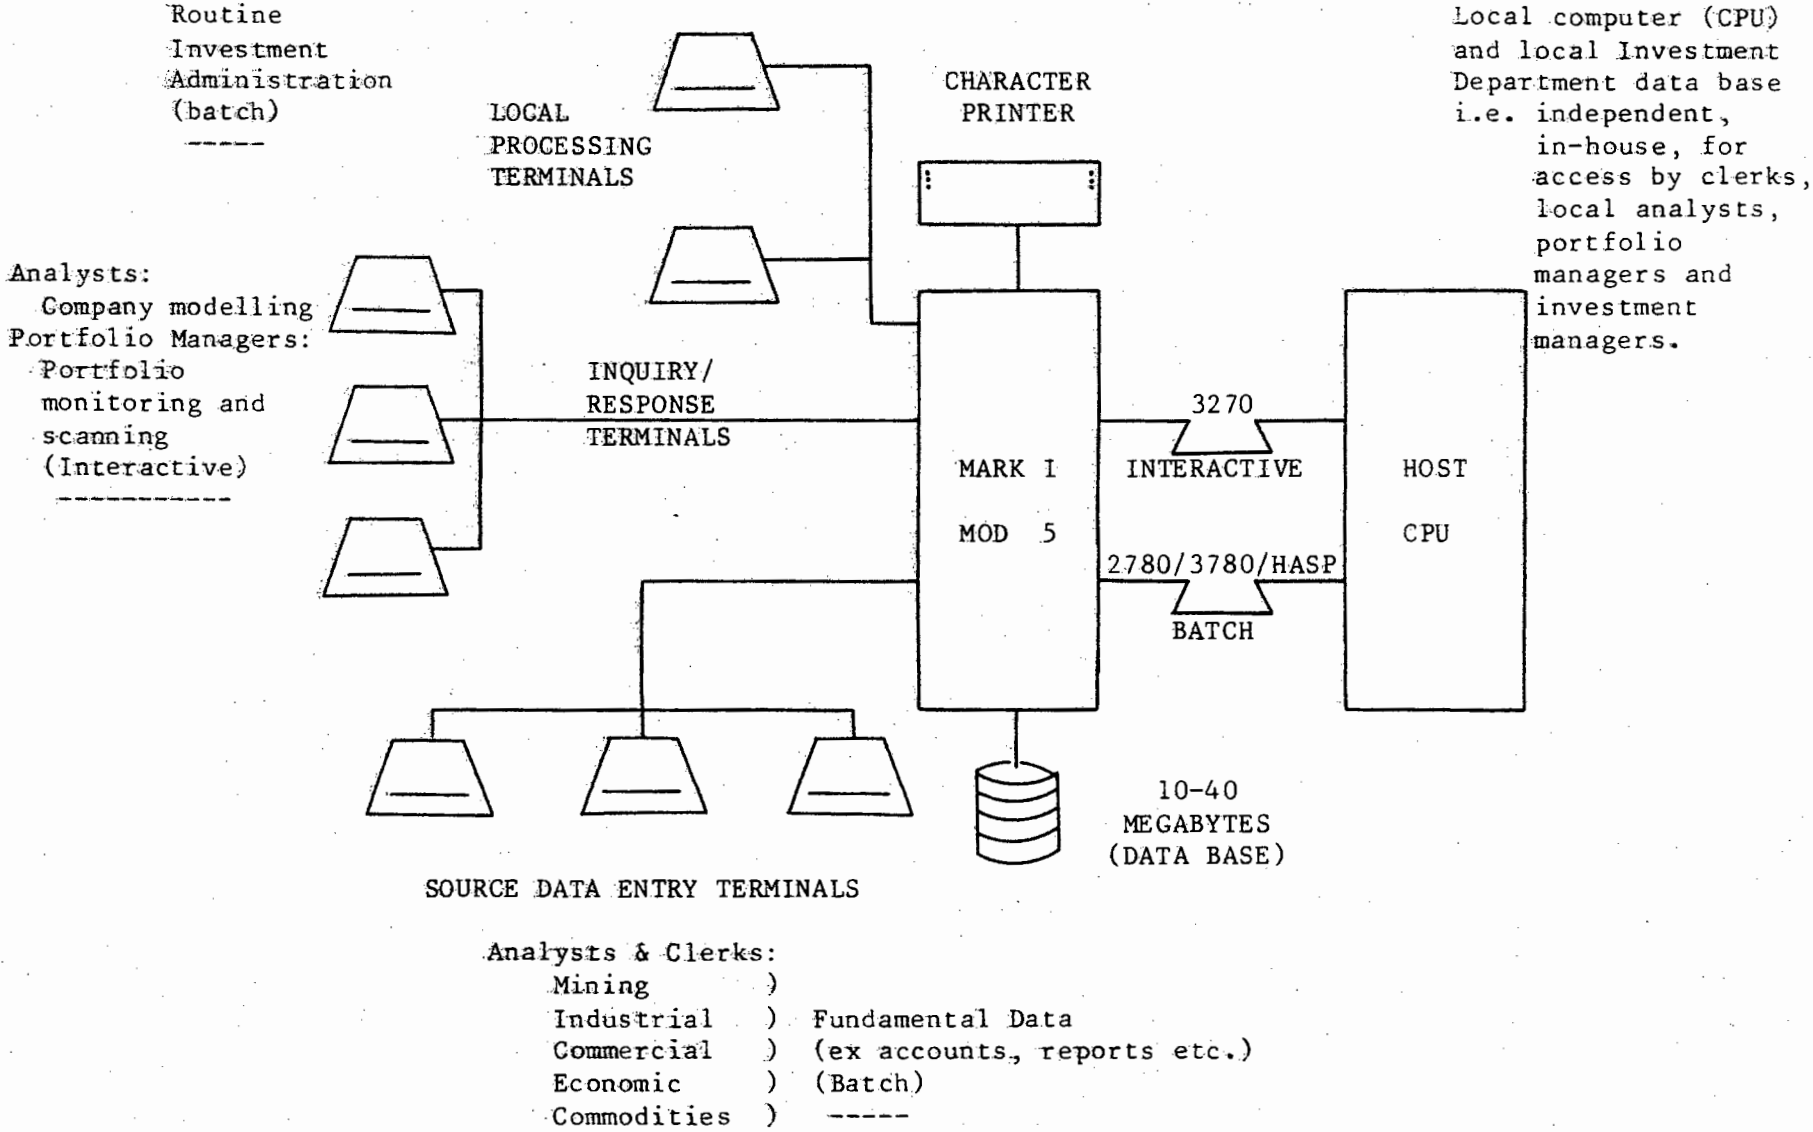 Routine
Investment
Administration
(batch)
-----
LOCAL
PROCESSING
TERMINALS
CHARACTER
PRINTER
Local computer (CPU)
and local Investment
Department data base
i.e. independent,
in-house, for
access by clerks,
local analysts,
portfolio
managers and
investment
managers.
Analysts:
Company modelling
Portfolio Managers:
Portfolio
monitoring and
scanning
(Interactive)
-----------
INQUIRY/
RESPONSE
TERMINALS
MARK I
MOD 5
3270
INTERACTIVE
2780/3780/HASP
BATCH
HOST
CPU
10-40
MEGABYTES
(DATA BASE)
SOURCE DATA ENTRY TERMINALS
Analysts & Clerks:
Mining )
Industrial ) Fundamental Data
Commercial ) (ex accounts, reports etc.)
Economic ) (Batch)
Commodities ) -----